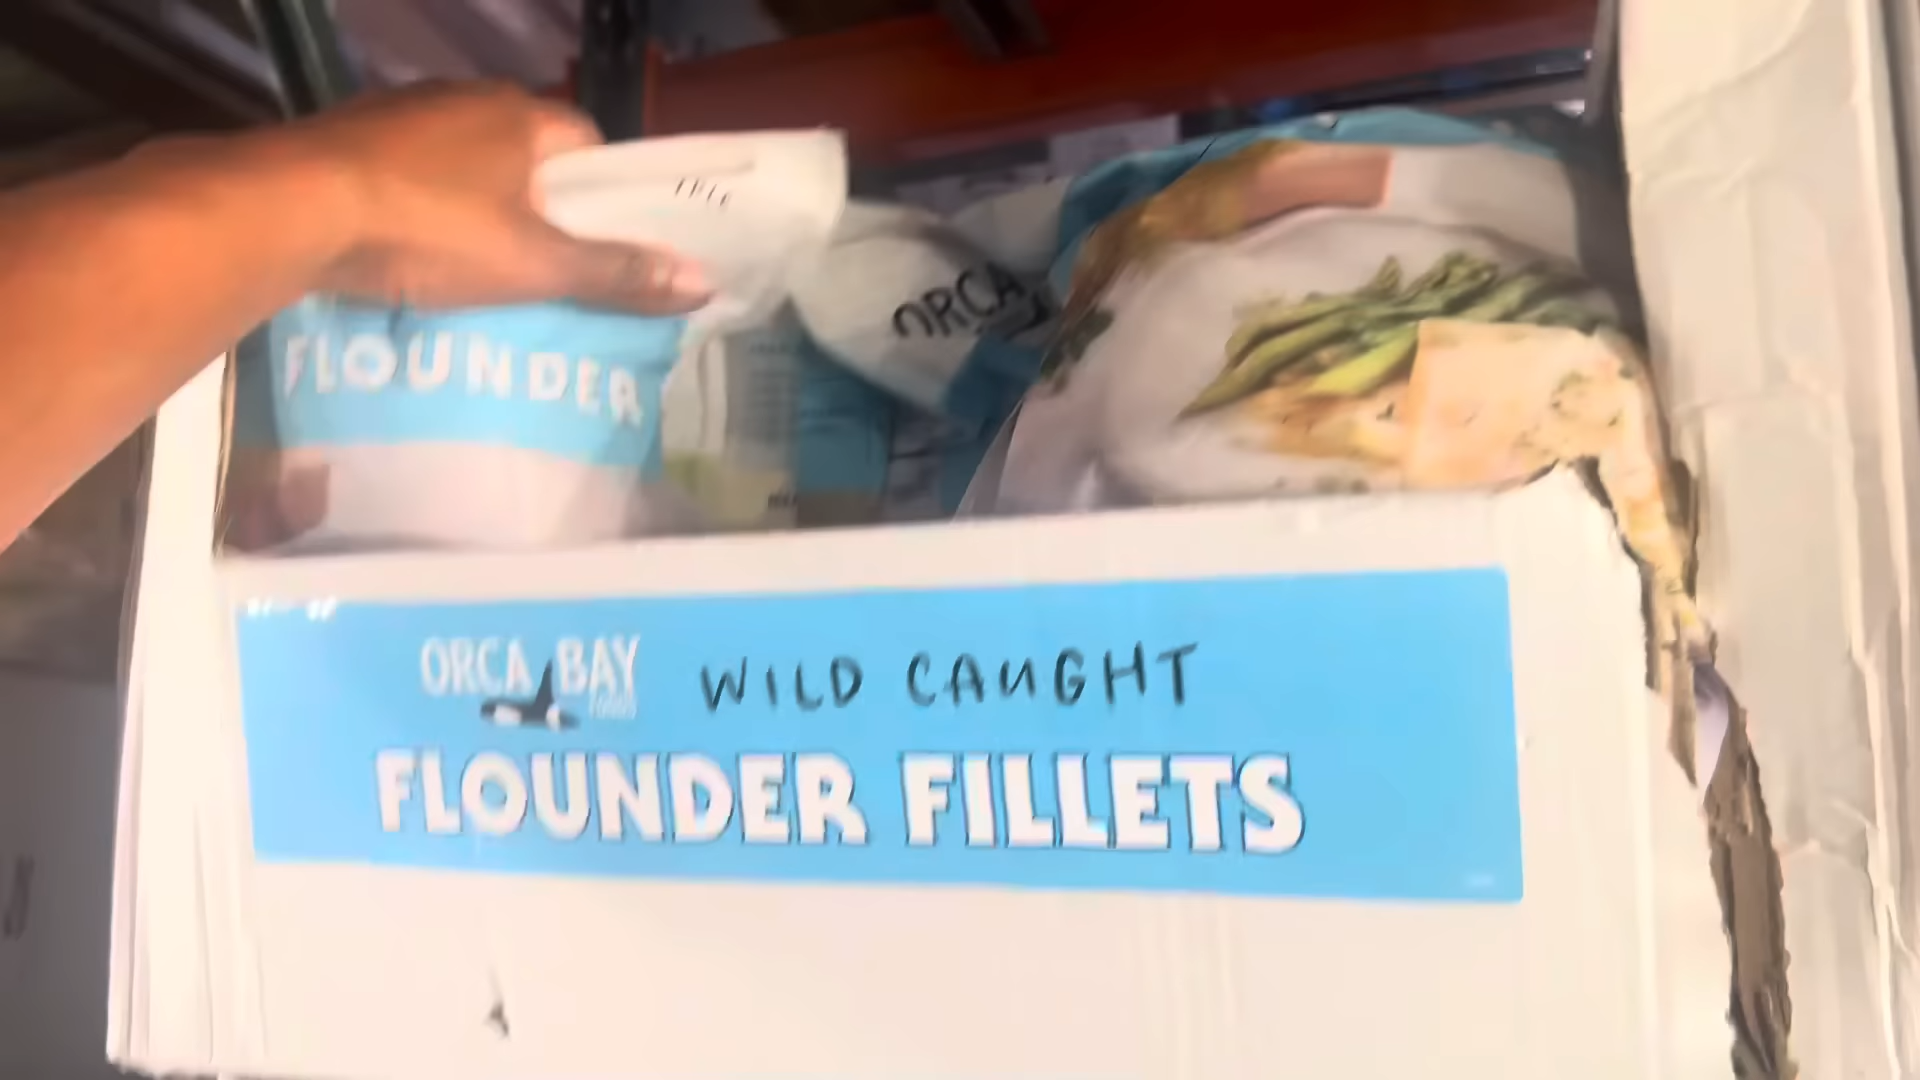 FLOUNDER
ORCA
ORCA BAY
FOODS
WILD CAUGHT
FLOUNDER FILLETS